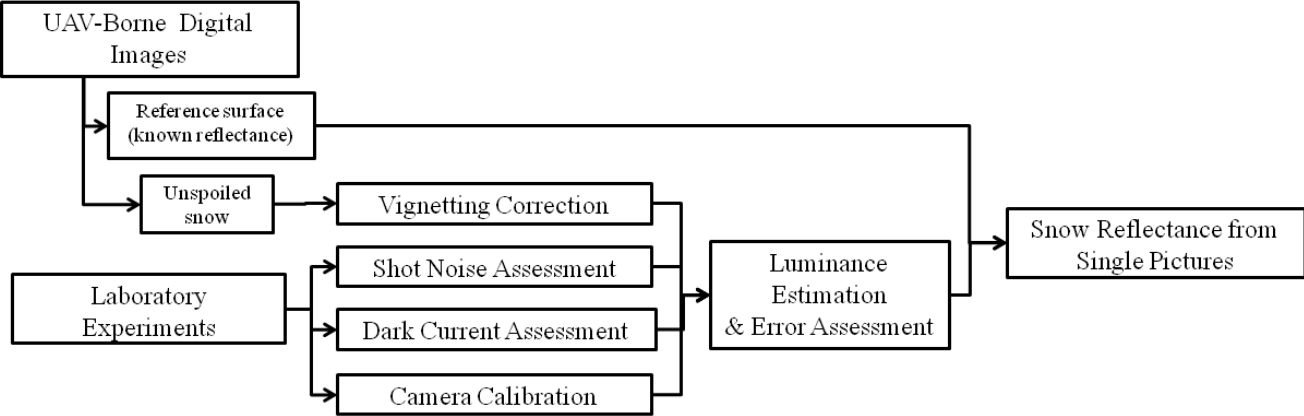 UAV-Borne Digital
Images
Reference surface
(known reflectance)
Unspoiled
snow
Vignetting Correction
Shot Noise Assessment
Laboratory
Experiments
Dark Current Assessment
Camera Calibration
Luminance
Estimation
& Error Assessment
Snow Reflectance from
Single Pictures